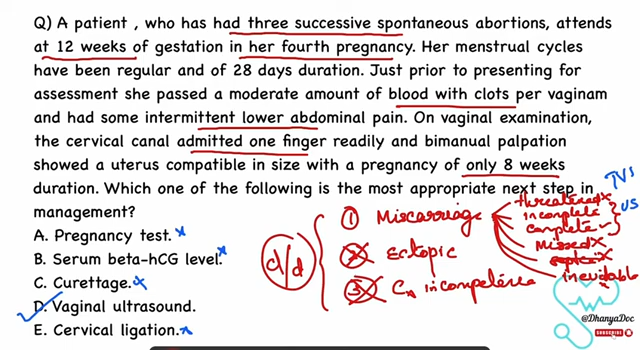 Q) A patient , who has had three successive spontaneous abortions, attends
at 12 weeks of gestation in her fourth pregnancy. Her menstrual cycles
have been regular and of 28 days duration. Just prior to presenting for
assessment she passed a moderate amount of blood with clots per vaginam
and had some intermittent lower abdominal pain. On vaginal examination,
the cervical canal admitted one finger readily and bimanual palpation
showed a uterus compatible in size with a pregnancy of only 8 weeks
duration. Which one of the following is the most appropriate next step in
management?
A. Pregnancy test.
B. Serum beta-hCG level.
C. Curettage.
D. Vaginal ultrasound.
E. Cervical ligation.
d/d
① Miscarriage
② Ectopic
③ Cx incompetence
threatened
incomplete
complete
missed
septic
inevitable
TVS
US
@DhanyaDoc
SUBSCRIBE